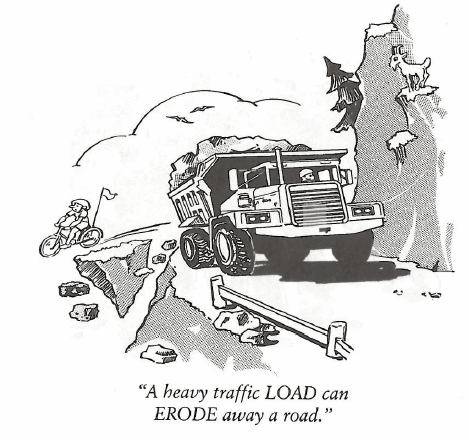 “A heavy traffic LOAD can
ERODE away a road.”